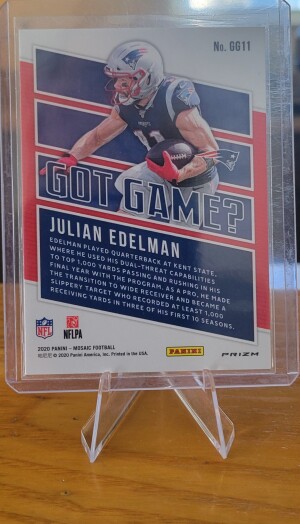 No. GG11
11
GOT GAME?
JULIAN EDELMAN
EDELMAN PLAYED QUARTERBACK AT KENT STATE,
WHERE HE USED HIS DUAL-THREAT CAPABILITIES
TO TOP 1,000 YARDS PASSING AND RUSHING IN HIS
FINAL YEAR WITH THE PROGRAM. AS A PRO, HE MADE
THE TRANSITION TO WIDE RECEIVER AND BECAME A
SLIPPERY TARGET WHO RECORDED AT LEAST 1,000
RECEIVING YARDS IN THREE OF HIS FIRST 10 SEASONS.
NFL
NFLPA
PANINI
PRIZM
2020 PANINI – MOSAIC FOOTBALL
© 2020 Panini America, Inc. Printed in the USA.